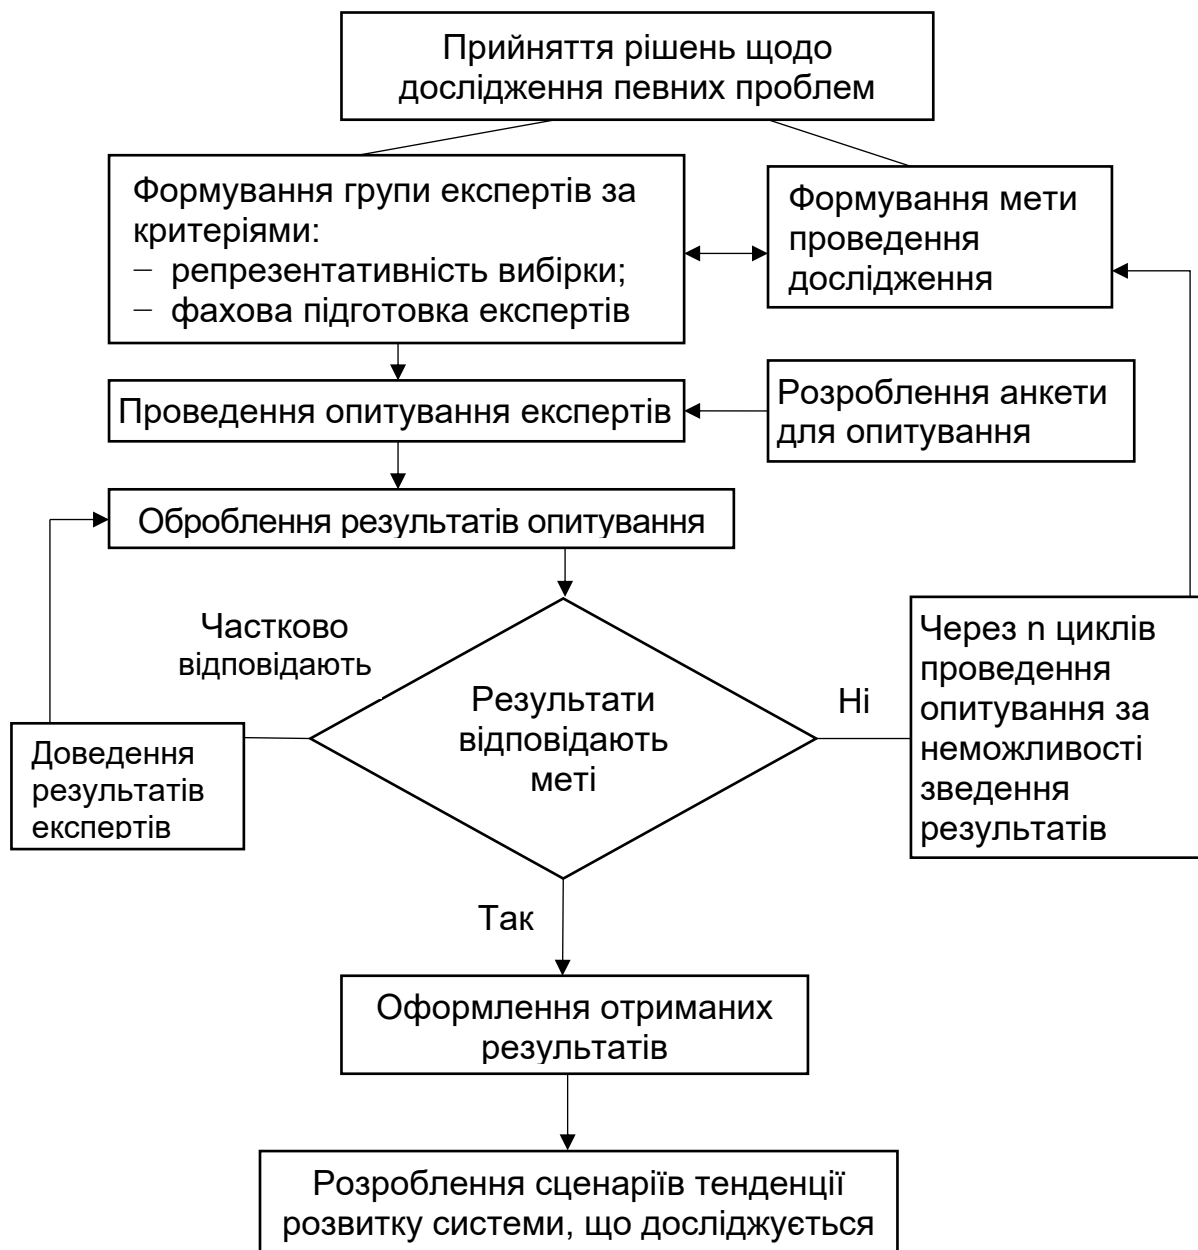 Прийняття рішень щодо
дослідження певних проблем
Формування групи експертів за
критеріями:
− репрезентативність вибірки;
− фахова підготовка експертів
Формування мети
проведення
дослідження
Проведення опитування експертів
Розроблення анкети
для опитування
Оброблення результатів опитування
Частково
відповідають
Доведення
результатів
експертів
Результати
відповідають
меті
Ні
Через n циклів
проведення
опитування за
неможливості
зведення
результатів
Так
Оформлення отриманих
результатів
Розроблення сценаріїв тенденції
розвитку системи, що досліджується